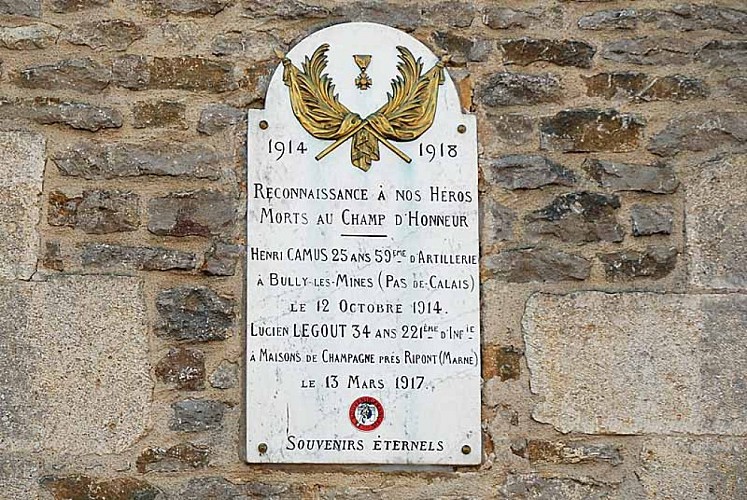 1914 1918
Reconnaissance à nos Héros
Morts au Champ d'Honneur
Henri CAMUS 25 ans 59ème d'Artillerie
à Bully-les-Mines (Pas de-Calais)
le 12 Octobre 1914.
Lucien LEGOUT 34 ans 221ème d'Infie
à Maisons de Champagne prés Ripont (Marne)
le 13 Mars 1917.
Souvenirs éternels